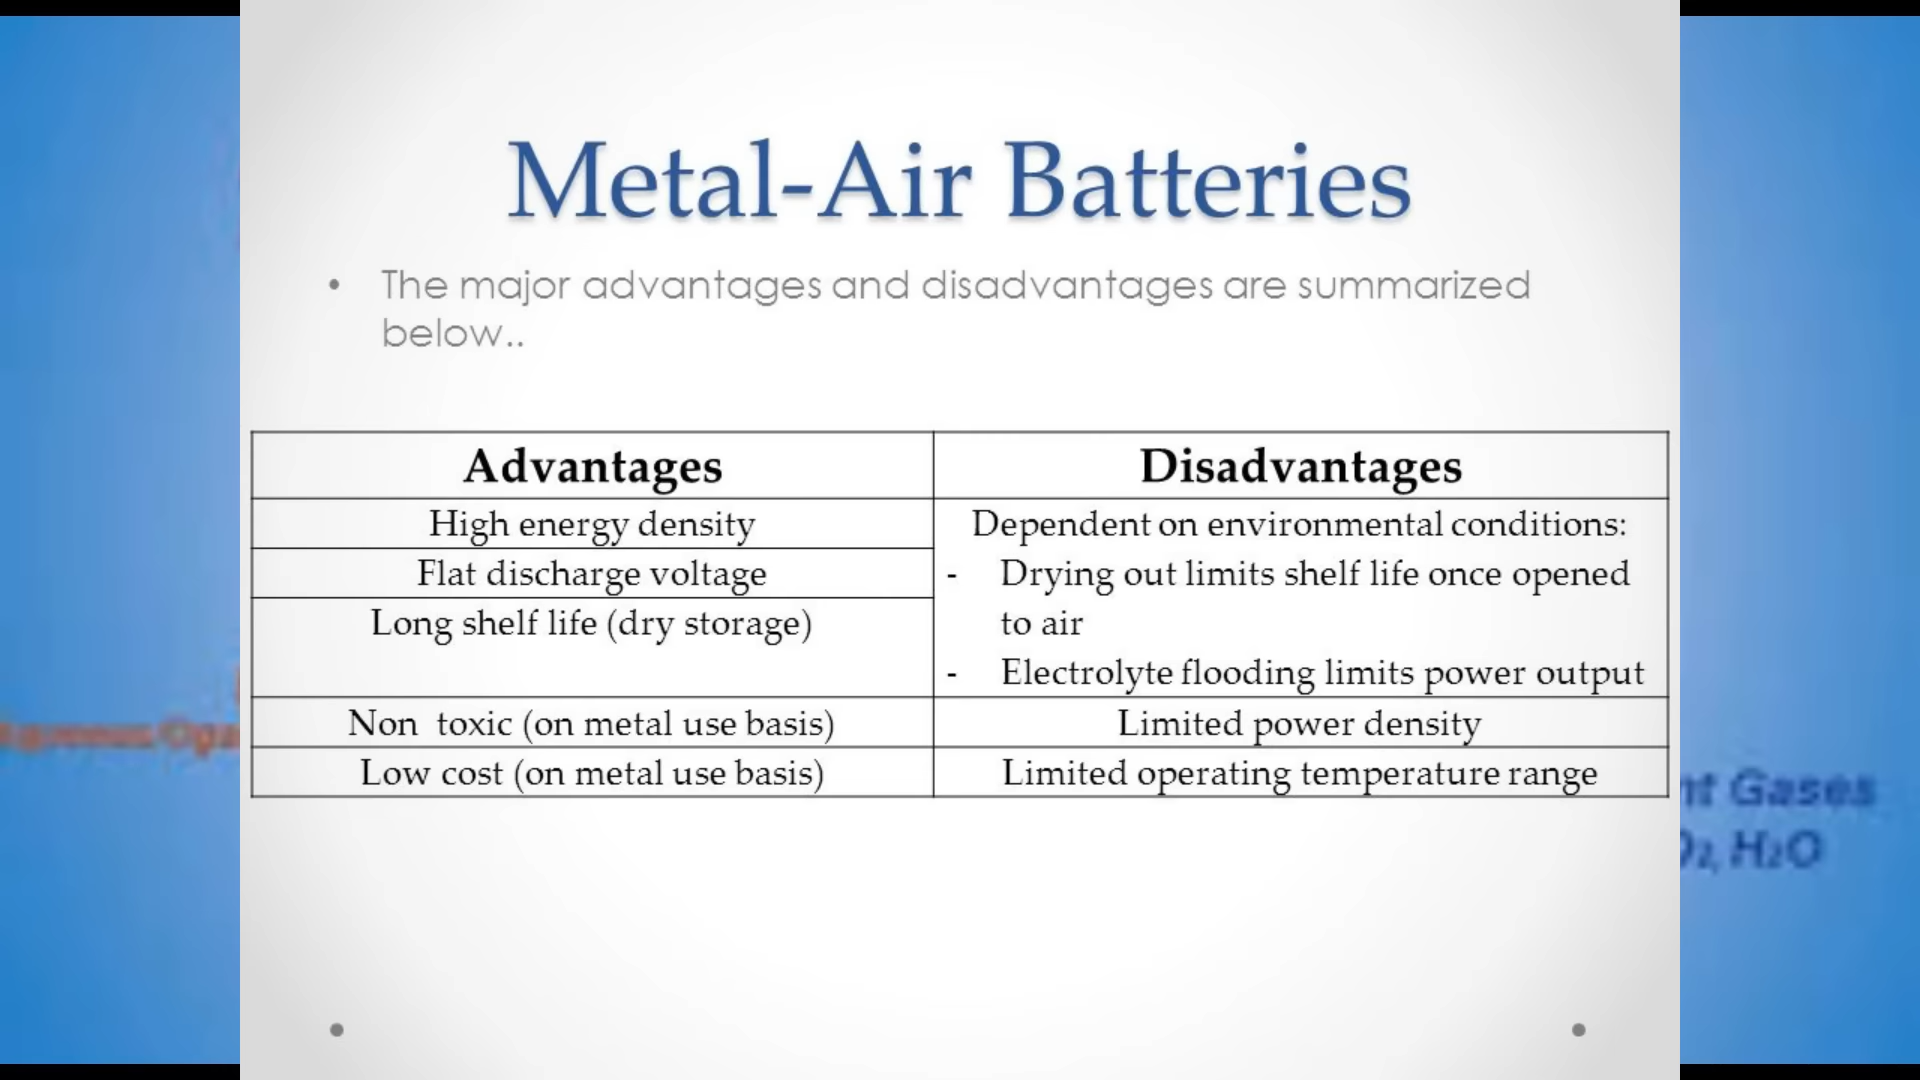 Metal-Air Batteries
• The major advantages and disadvantages are summarized
below..
Advantages
Disadvantages
High energy density
Dependent on environmental conditions:
Flat discharge voltage
- Drying out limits shelf life once opened
Long shelf life (dry storage)
to air
- Electrolyte flooding limits power output
Non toxic (on metal use basis)
Limited power density
Low cost (on metal use basis)
Limited operating temperature range
Gases
H₂O